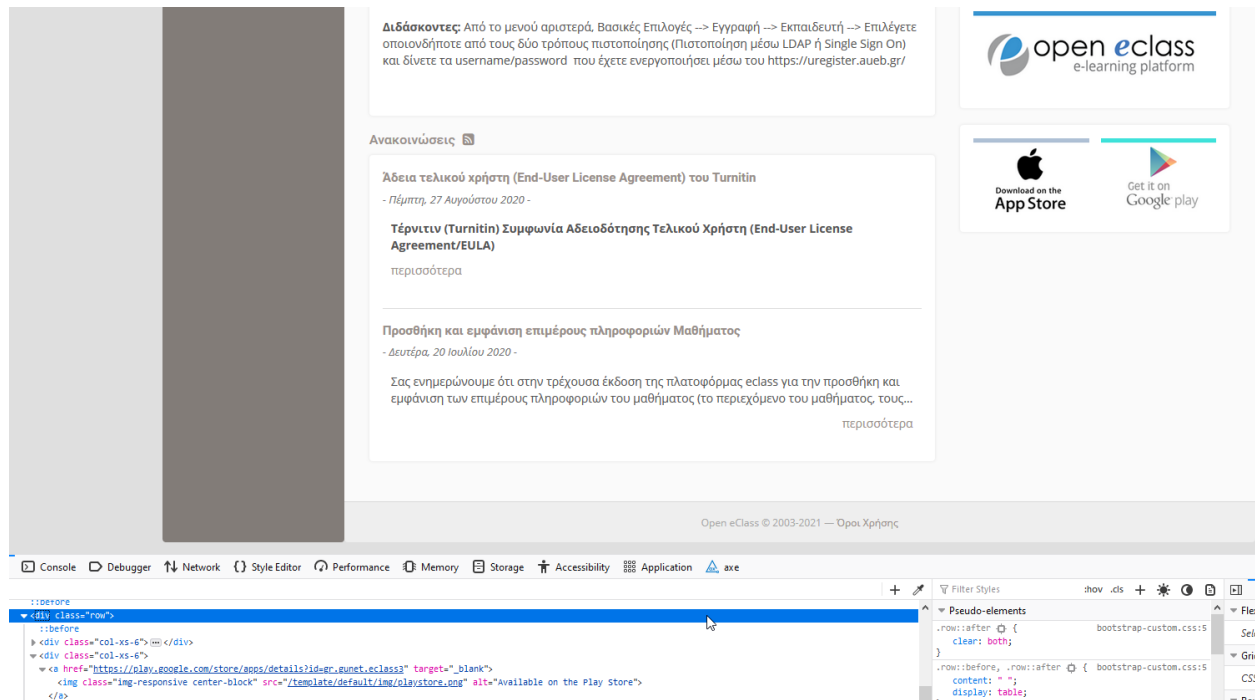 Διδάσκοντες: Από το μενού αριστερά, Βασικές Επιλογές --> Εγγραφή --> Εκπαιδευτή --> Επιλέγετε
οποιονδήποτε από τους δύο τρόπους πιστοποίησης (Πιστοποίηση μέσω LDAP ή Single Sign On)
και δίνετε τα username/password που έχετε ενεργοποιήσει μέσω του https://uregister.aueb.gr/
open eclass
e-learning platform
Ανακοινώσεις
Άδεια τελικού χρήστη (End-User License Agreement) του Turnitin
- Πέμπτη, 27 Αυγούστου 2020 -
Τέρνιτιν (Turnitin) Συμφωνία Αδειοδότησης Τελικού Χρήστη (End-User License
Agreement/EULA)
περισσότερα
Download on the
App Store
Get it on
Google play
Προσθήκη και εμφάνιση επιμέρους πληροφοριών Μαθήματος
- Δευτέρα, 20 Ιουλίου 2020 -
Σας ενημερώνουμε ότι στην τρέχουσα έκδοση της πλατοφόρμας eclass για την προσθήκη και
εμφάνιση των επιμέρους πληροφοριών του μαθήματος (το περιεχόμενο του μαθήματος, τους...
περισσότερα
Open eClass © 2003-2021 — Όροι Χρήσης
Console Debugger Network Style Editor Performance Memory Storage Accessibility Application axe
Filter Styles :hov .cls
::before
<div class="row">
::before
<div class="col-xs-6"> </div>
<div class="col-xs-6">
<a href="https://play.google.com/store/apps/details?id=gr.gunet.eclass3" target="_blank">
<img class="img-responsive center-block" src="/template/default/img/playstore.png" alt="Available on the Play Store">
</a>
Pseudo-elements
.row::after { bootstrap-custom.css:5
clear: both;
}
.row::before, .row::after { bootstrap-custom.css:5
content: " ";
display: table;
Fle
Sel
Gri
CSS